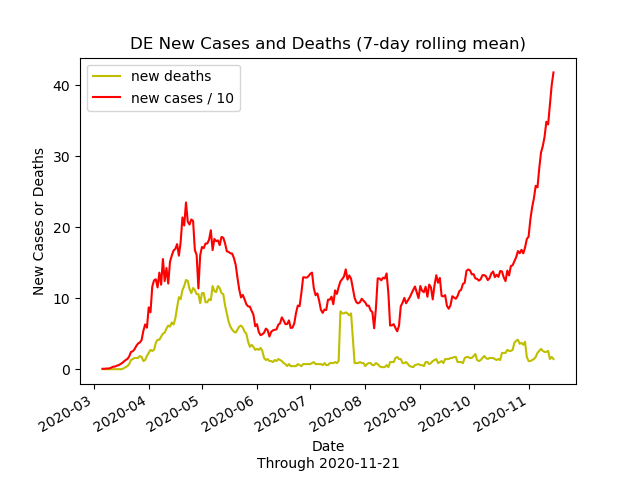 DE New Cases and Deaths (7-day rolling mean)
new deaths
new cases / 10
New Cases or Deaths
40
30
20
10
0
2020-03
2020-04
2020-05
2020-06
2020-07
2020-08
2020-09
2020-10
2020-11
Date
Through 2020-11-21